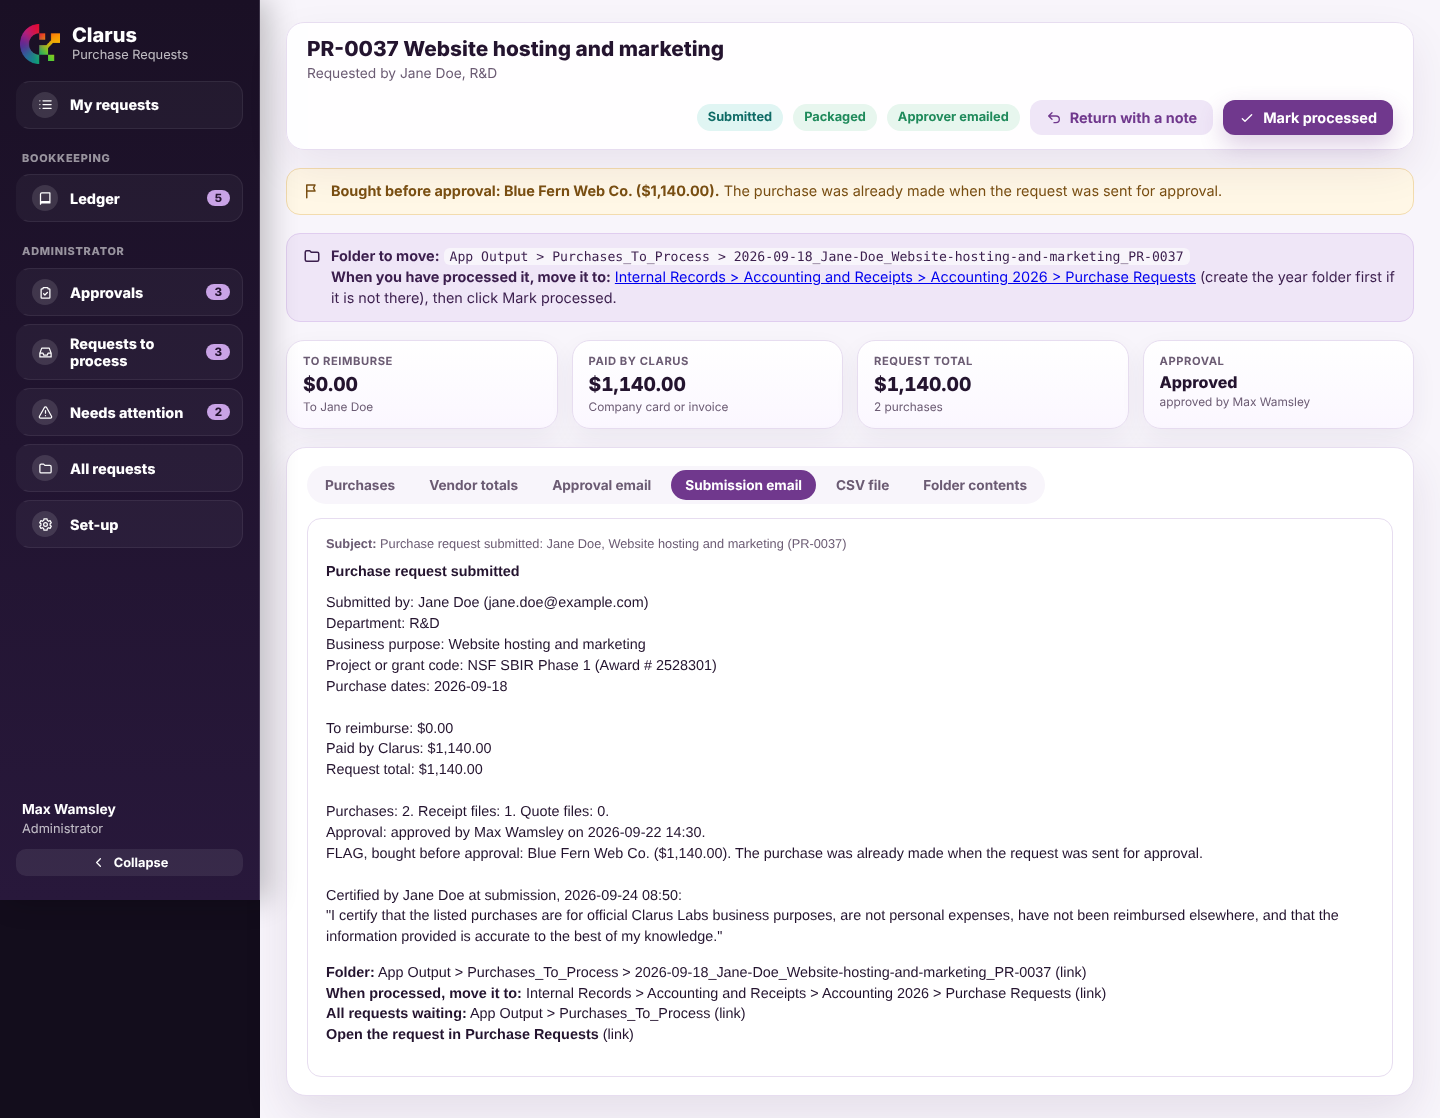 Clarus
Purchase Requests
My requests
BOOKKEEPING
Ledger 5
ADMINISTRATOR
Approvals 3
Requests to
process 3
Needs attention 2
All requests
Set-up
Max Wamsley
Administrator
Collapse
PR-0037 Website hosting and marketing
Requested by Jane Doe, R&D
Submitted Packaged Approver emailed Return with a note Mark processed
Bought before approval: Blue Fern Web Co. ($1,140.00). The purchase was already made when the request was sent for approval.
Folder to move: App Output > Purchases_To_Process > 2026-09-18_Jane-Doe_Website-hosting-and-marketing_PR-0037
When you have processed it, move it to: Internal Records > Accounting and Receipts > Accounting 2026 > Purchase Requests (create the year folder first if
it is not there), then click Mark processed.
TO REIMBURSE
$0.00
To Jane Doe
PAID BY CLARUS
$1,140.00
Company card or invoice
REQUEST TOTAL
$1,140.00
2 purchases
APPROVAL
Approved
approved by Max Wamsley
Purchases Vendor totals Approval email Submission email CSV file Folder contents
Subject: Purchase request submitted: Jane Doe, Website hosting and marketing (PR-0037)
Purchase request submitted
Submitted by: Jane Doe (jane.doe@example.com)
Department: R&D
Business purpose: Website hosting and marketing
Project or grant code: NSF SBIR Phase 1 (Award # 2528301)
Purchase dates: 2026-09-18
To reimburse: $0.00
Paid by Clarus: $1,140.00
Request total: $1,140.00
Purchases: 2. Receipt files: 1. Quote files: 0.
Approval: approved by Max Wamsley on 2026-09-22 14:30.
FLAG, bought before approval: Blue Fern Web Co. ($1,140.00). The purchase was already made when the request was sent for approval.
Certified by Jane Doe at submission, 2026-09-24 08:50:
"I certify that the listed purchases are for official Clarus Labs business purposes, are not personal expenses, have not been reimbursed elsewhere, and that the
information provided is accurate to the best of my knowledge."
Folder: App Output > Purchases_To_Process > 2026-09-18_Jane-Doe_Website-hosting-and-marketing_PR-0037 (link)
When processed, move it to: Internal Records > Accounting and Receipts > Accounting 2026 > Purchase Requests (link)
All requests waiting: App Output > Purchases_To_Process (link)
Open the request in Purchase Requests (link)